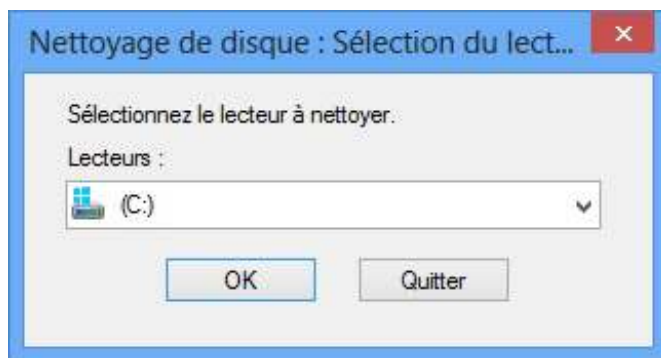 Nettoyage de disque : Sélection du lect...
Sélectionnez le lecteur à nettoyer.
Lecteurs :
(C:)
OK
Quitter